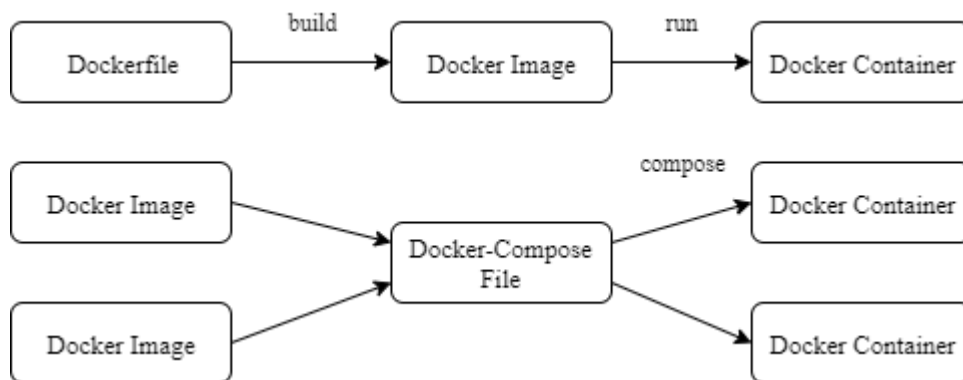 build
run
Dockerfile
Docker Image
Docker Container
compose
Docker Image
Docker Container
Docker-Compose
File
Docker Image
Docker Container